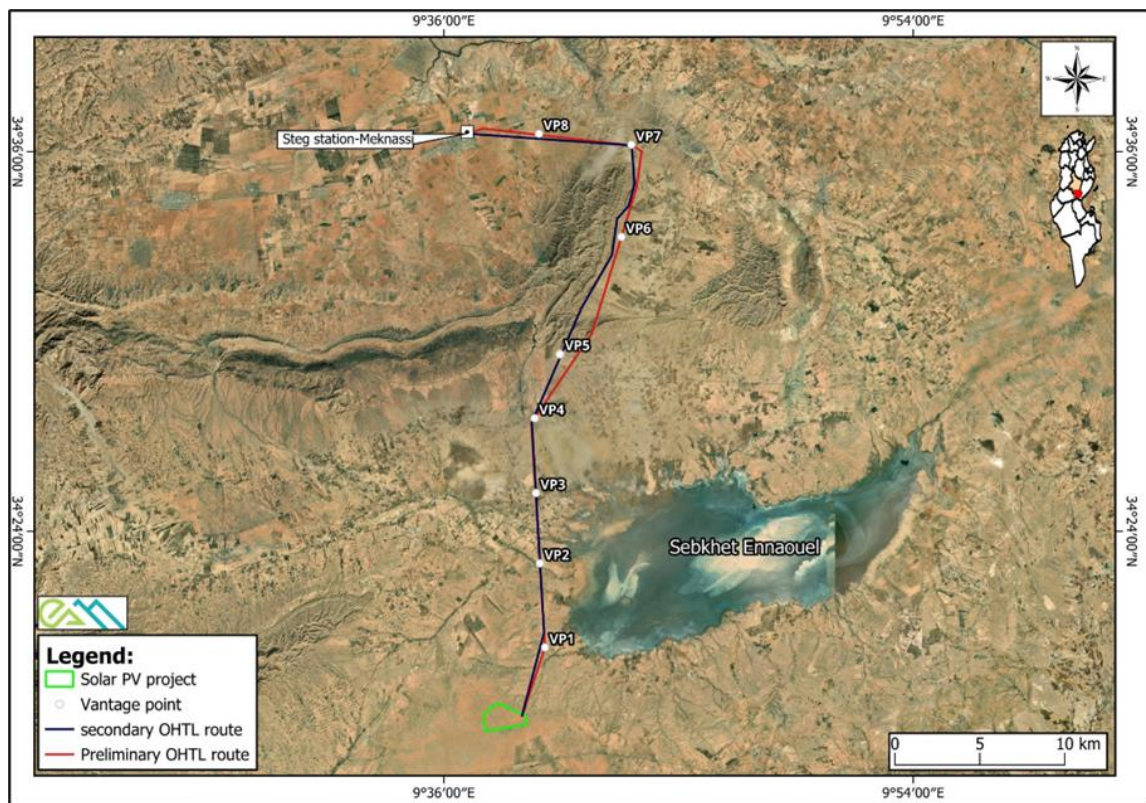 9°36'00"E
9°54'00"E
N
W
E
S
34°36'00"N
34°36'00"N
Steg station-Meknassi
VP8
VP7
VP6
VP5
VP4
VP3
34°24'00"N
34°24'00"N
Sebkhet Ennaouel
VP2
VP1
Legend:
Solar PV project
Vantage point
secondary OHTL route
Preliminary OHTL route
0 5 10 km
9°36'00"E
9°54'00"E